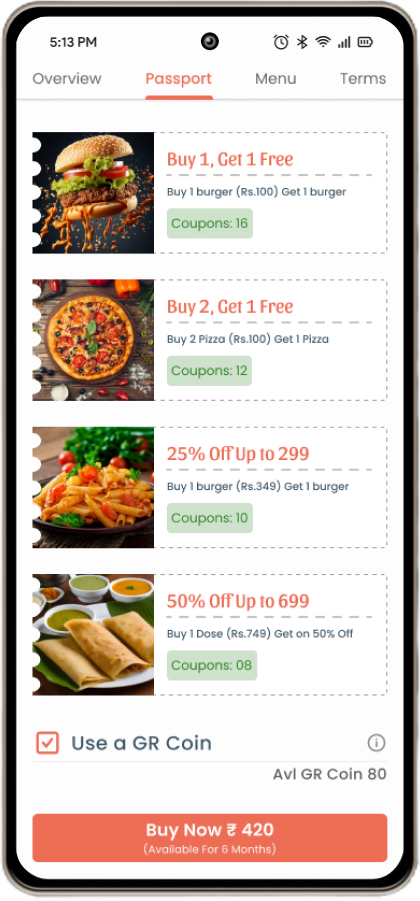 5:13 PM
Overview Passport Menu Terms
Buy 1, Get 1 Free
Buy 1 burger (Rs.100) Get 1 burger
Coupons: 16
Buy 2, Get 1 Free
Buy 2 Pizza (Rs.100) Get 1 Pizza
Coupons: 12
25% Off Up to 299
Buy 1 burger (Rs.349) Get 1 burger
Coupons: 10
50% Off Up to 699
Buy 1 Dose (Rs.749) Get on 50% Off
Coupons: 08
Use a GR Coin
Avl GR Coin 80
Buy Now ₹ 420
(Available For 6 Months)